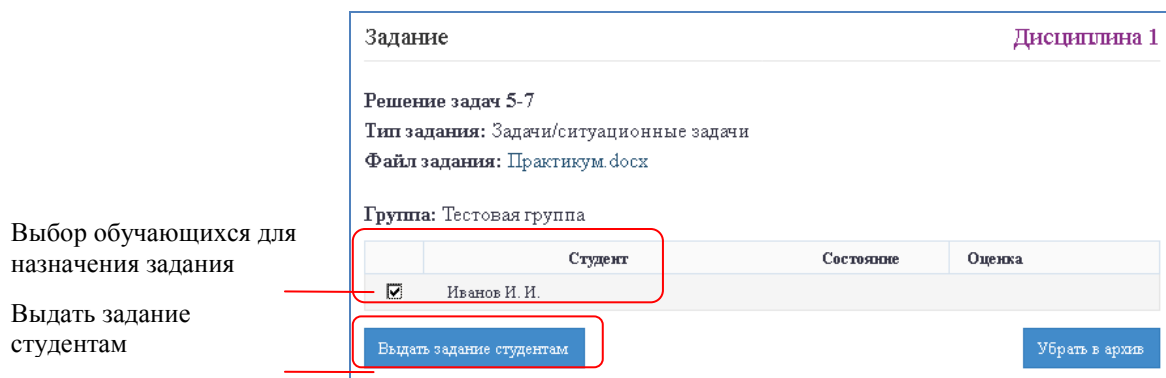 Задание
Дисциплина 1
Решение задач 5-7
Тип задания: Задачи/ситуационные задачи
Файл задания: Практикум.docx
Группа: Тестовая группа
Выбор обучающихся для
назначения задания
Студент Состояние Оценка
Иванов И. И.
Выдать задание
студентам
Выдать задание студентам
Убрать в архив